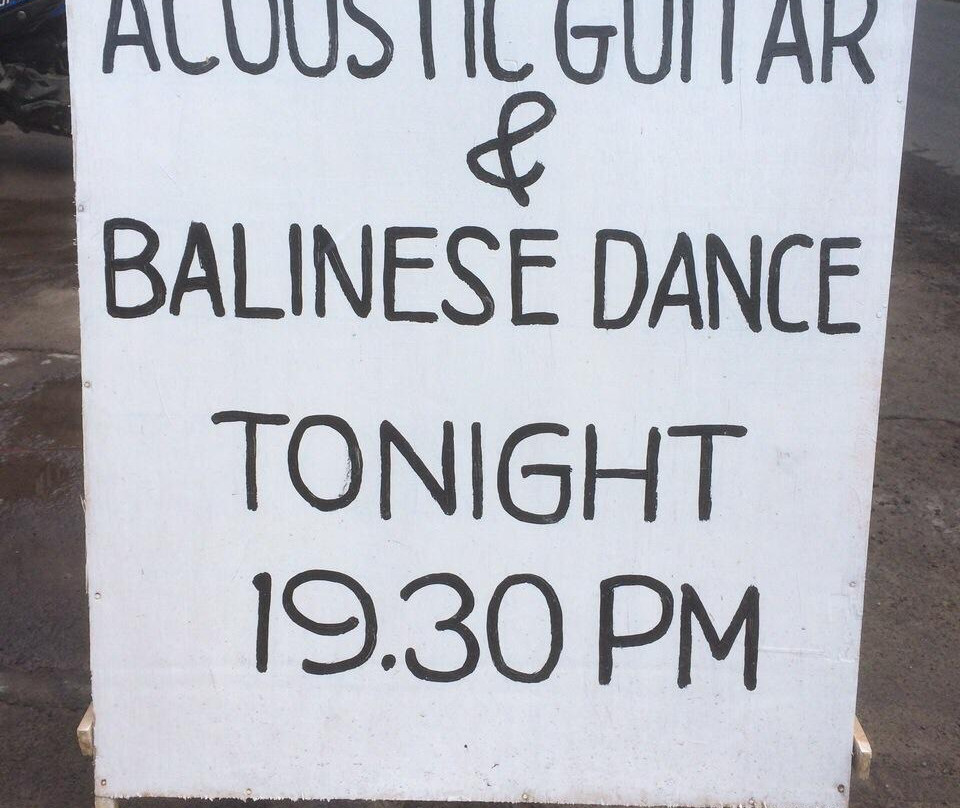 ACOUSTIC GUITAR
&
BALINESE DANCE
TONIGHT
19.30 PM